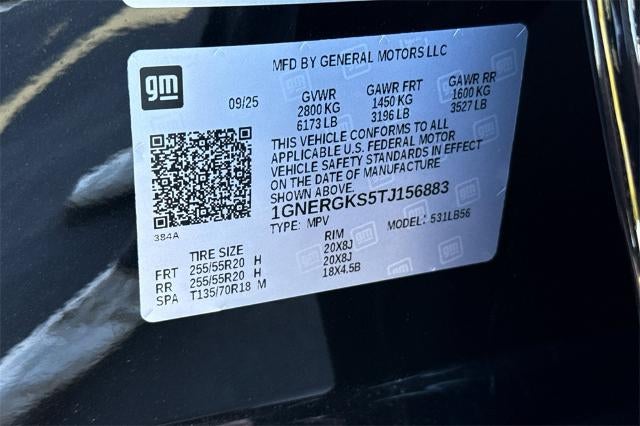 MFD BY GENERAL MOTORS LLC
gm
09/25
GVWR GAWR FRT GAWR RR
2800 KG 1450 KG 1600 KG
6173 LB 3196 LB 3527 LB
THIS VEHICLE CONFORMS TO ALL
APPLICABLE U.S. FEDERAL MOTOR
VEHICLE SAFETY STANDARDS IN EFFECT
ON THE DATE OF MANUFACTURE
SHOWN ABOVE.
1GNERGKS5TJ156883
TYPE: MPV MODEL: 531LB56
384A
TIRE SIZE RIM
FRT 255/55R20 H 20X8J
RR 255/55R20 H 20X8J
SPA T135/70R18 M 18X4.5B